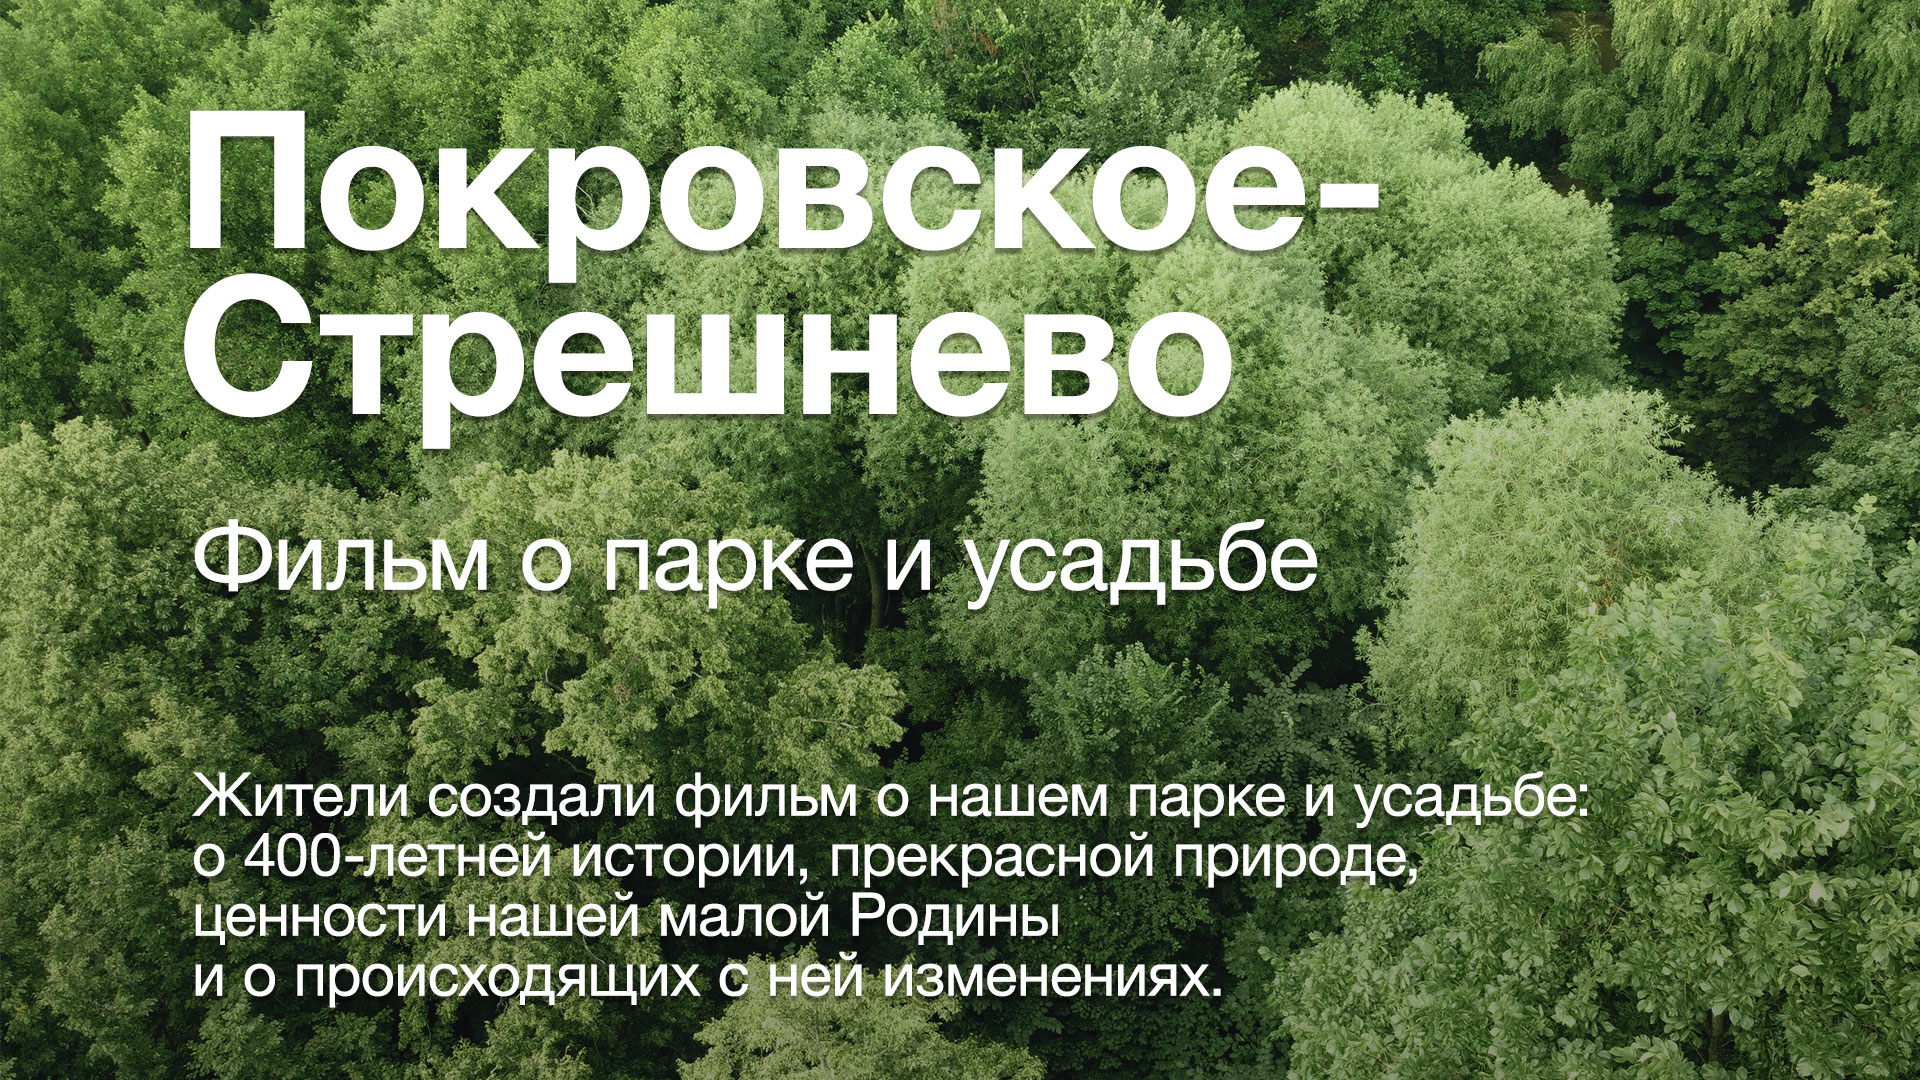 Покровское-
Стрешнево
Фильм о парке и усадьбе
Жители создали фильм о нашем парке и усадьбе:
о 400-летней истории, прекрасной природе,
ценности нашей малой Родины
и о происходящих с ней изменениях.